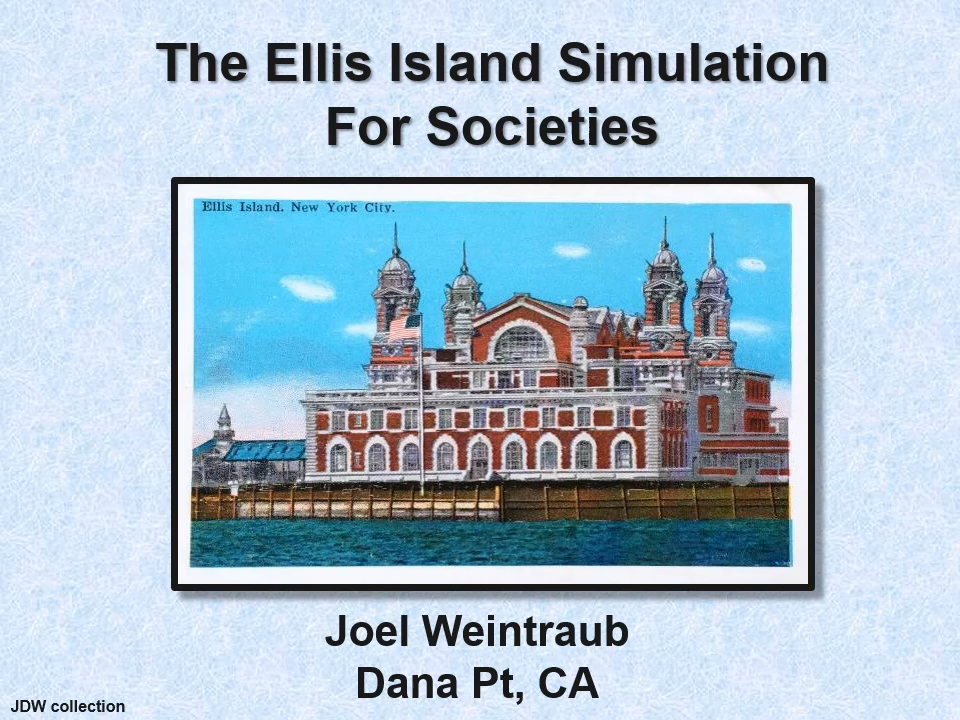 The Ellis Island Simulation
For Societies
Ellis Island, New York City.
Joel Weintraub
Dana Pt, CA
JDW collection